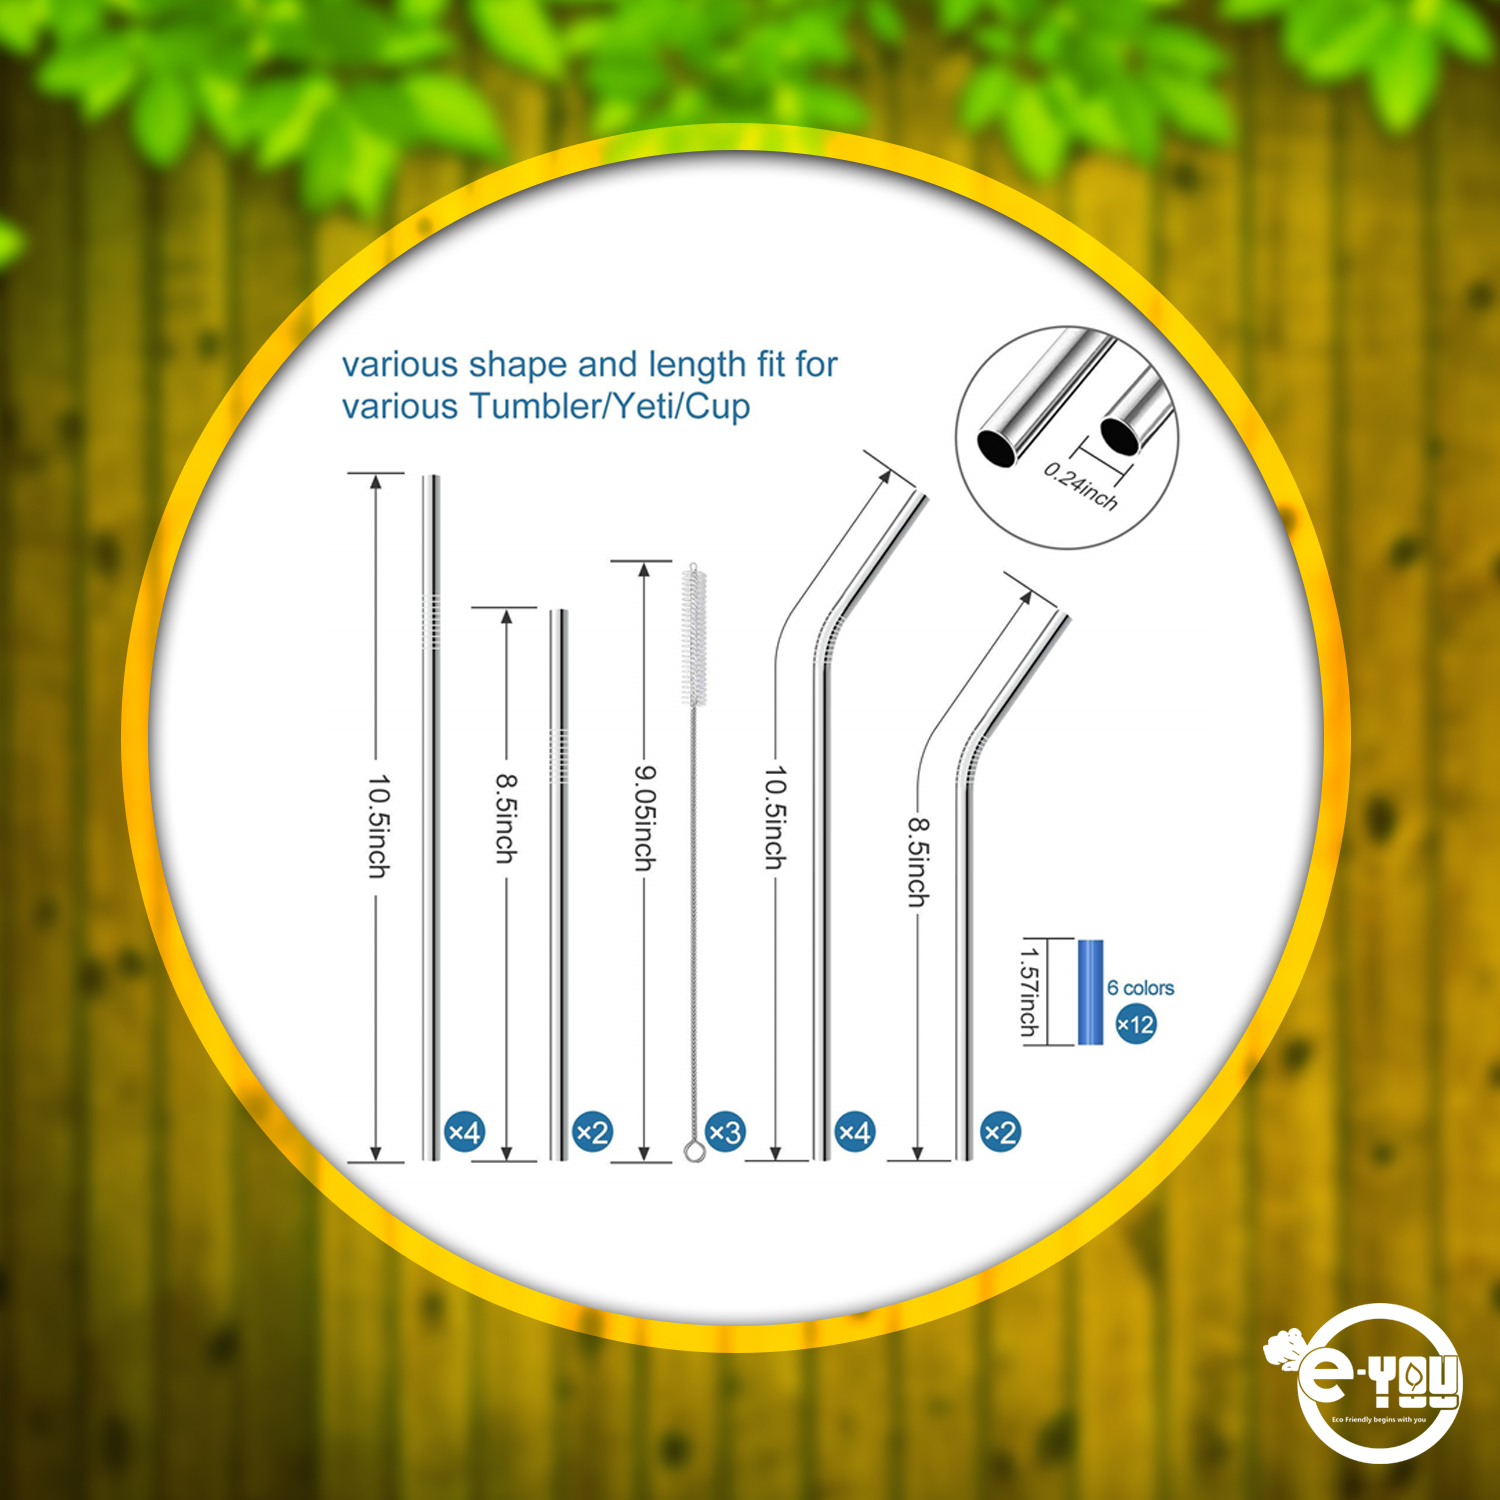 various shape and length fit for
various Tumbler/Yeti/Cup
0.24inch
10.5inch
8.5inch
9.05inch
10.5inch
8.5inch
1.57inch
6 colors
×12
×4
×2
×3
×4
×2
e-YOU
Eco Friendly begins with you